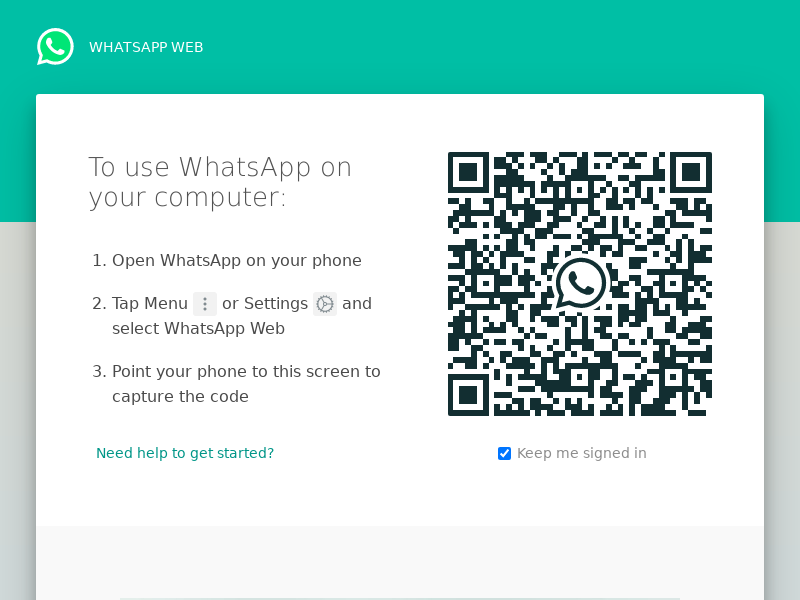 WHATSAPP WEB
To use WhatsApp on
your computer:
1. Open WhatsApp on your phone
2. Tap Menu or Settings and
select WhatsApp Web
3. Point your phone to this screen to
capture the code
Need help to get started?
Keep me signed in